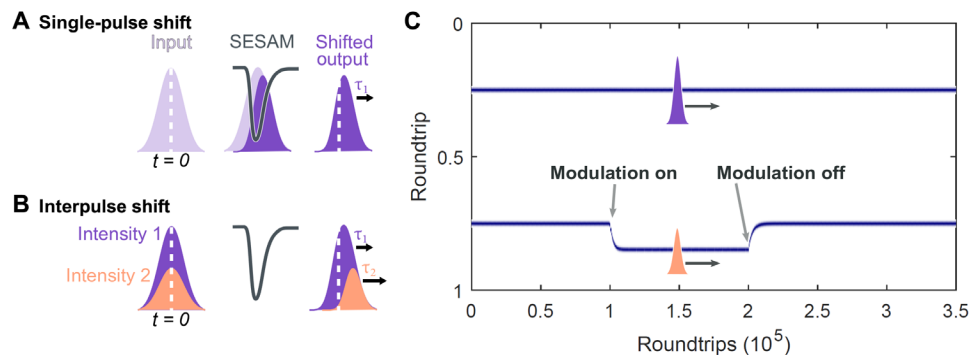 A Single-pulse shift
Input
SESAM
Shifted
output
τ1
t = 0
B Interpulse shift
Intensity 1
Intensity 2
τ1
τ2
t = 0
C
0
0.5
1
Roundtrip
Modulation on
Modulation off
0
0.5
1
1.5
2
2.5
3
3.5
Roundtrips (10⁵)